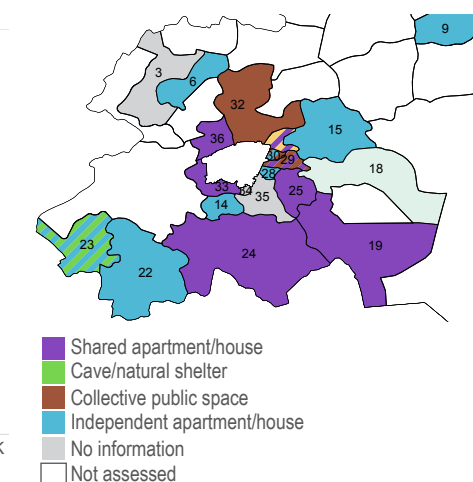 9
3
6
32
15
36
30
29
18
28
33
34
35
25
14
19
23
24
22
Shared apartment/house
Cave/natural shelter
Collective public space
Independent apartment/house
No information
K
Not assessed